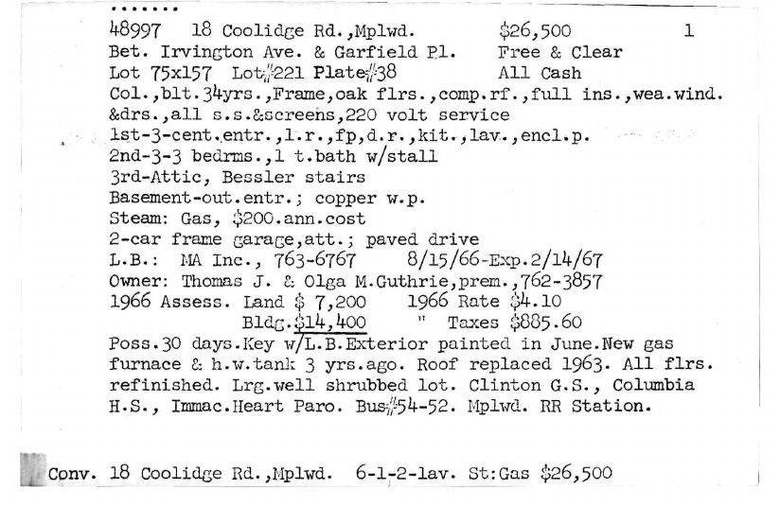 48997 18 Coolidge Rd.,Mplwd. $26,500 1
Bet. Irvington Ave. & Garfield Pl. Free & Clear
Lot 75x157 Lot#221 Plate#38 All Cash
Col.,blt.34yrs.,Frame,oak flrs.,comp.rf.,full ins.,wea.wind.
&drs.,all s.s.&screens,220 volt service
1st-3-cent.entr.,l.r.,fp,d.r.,kit.,lav.,encl.p.
2nd-3-3 bedrms.,1 t.bath w/stall
3rd-Attic, Bessler stairs
Basement-out.entr.; copper w.p.
Steam: Gas, $200.ann.cost
2-car frame garage,att.; paved drive
L.B.: MA Inc., 763-6767 8/15/66-Exp.2/14/67
Owner: Thomas J. & Olga M.Guthrie,prem.,762-3857
1966 Assess. Land $ 7,200 1966 Rate $4.10
Bldg.$14,400 " Taxes $885.60
Poss.30 days.Key w/L.B.Exterior painted in June.New gas
furnace & h.w.tank 3 yrs.ago. Roof replaced 1963. All flrs.
refinished. Lrg.well shrubbed lot. Clinton G.S., Columbia
H.S., Immac.Heart Paro. Bus#54-52. Mplwd. RR Station.
Conv. 18 Coolidge Rd.,Mplwd. 6-1-2-lav. St:Gas $26,500